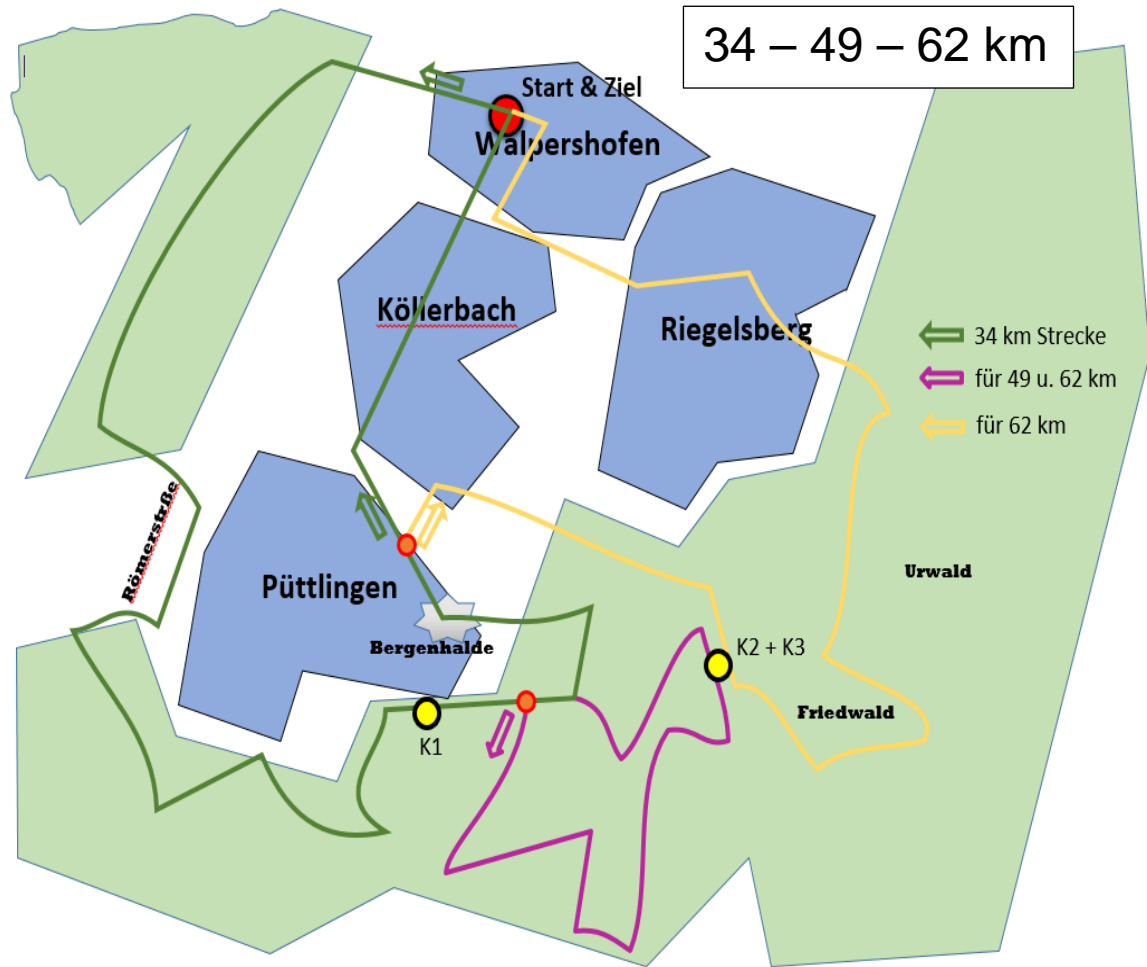 34 – 49 – 62 km
Start & Ziel
Walpershofen
Köllerbach
Riegelsberg
34 km Strecke
für 49 u. 62 km
für 62 km
Römerstrße
Püttlingen
Urwald
Bergenhalde
K2 + K3
Friedwald
K1